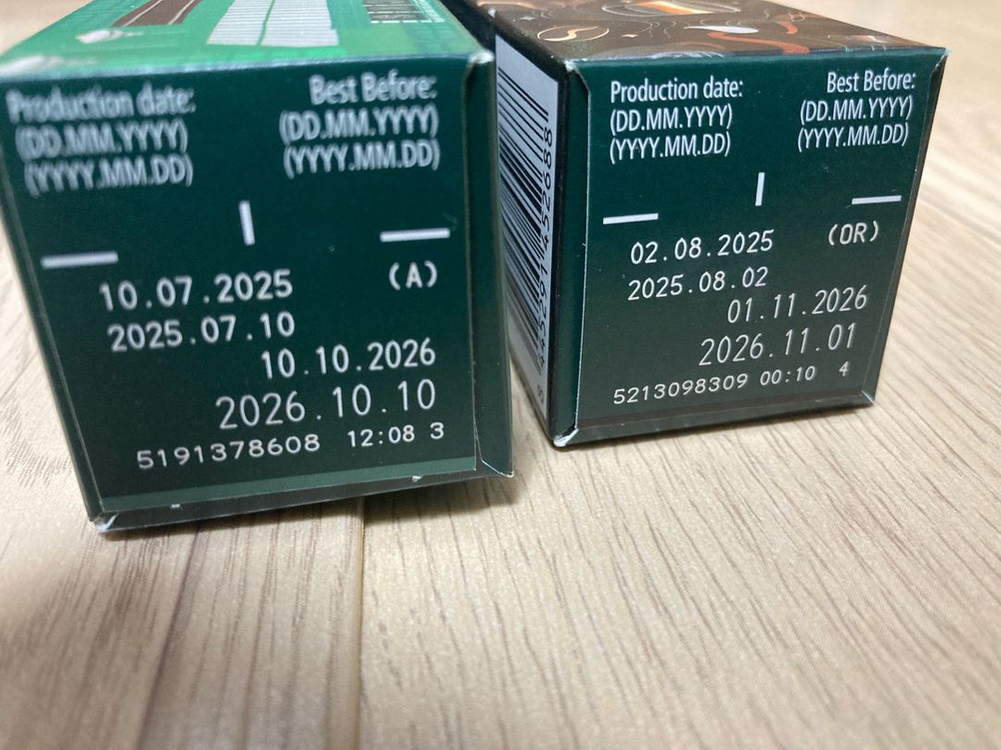 Production date:
(DD.MM.YYYY)
(YYYY.MM.DD)
Best Before:
(DD.MM.YYYY)
(YYYY.MM.DD)
10.07.2025 (A)
2025.07.10
10.10.2026
2026.10.10
5191378608 12:08 3
Production date:
(DD.MM.YYYY)
(YYYY.MM.DD)
Best Before:
(DD.MM.YYYY)
(YYYY.MM.DD)
02.08.2025 (OR)
2025.08.02
01.11.2026
2026.11.01
5213098309 00:10 4